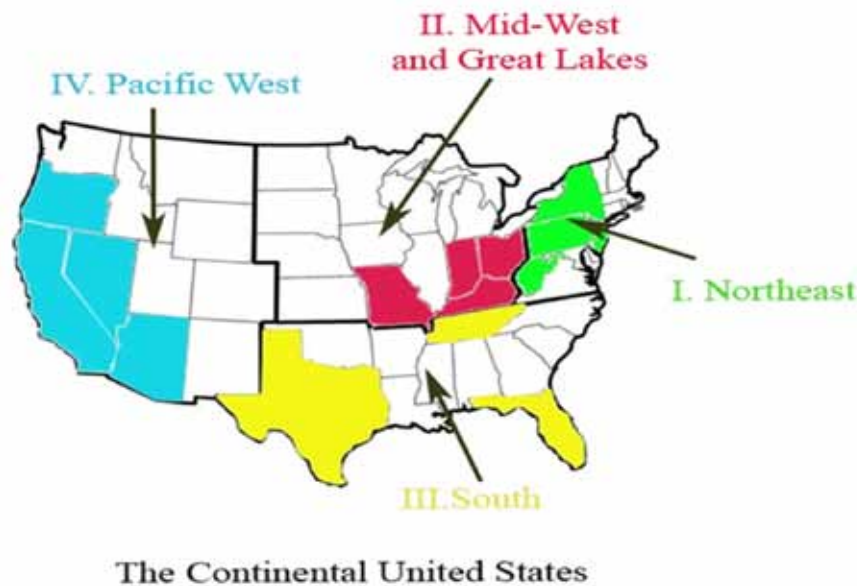 II. Mid-West
and Great Lakes
IV. Pacific West
I. Northeast
III.South
The Continental United States